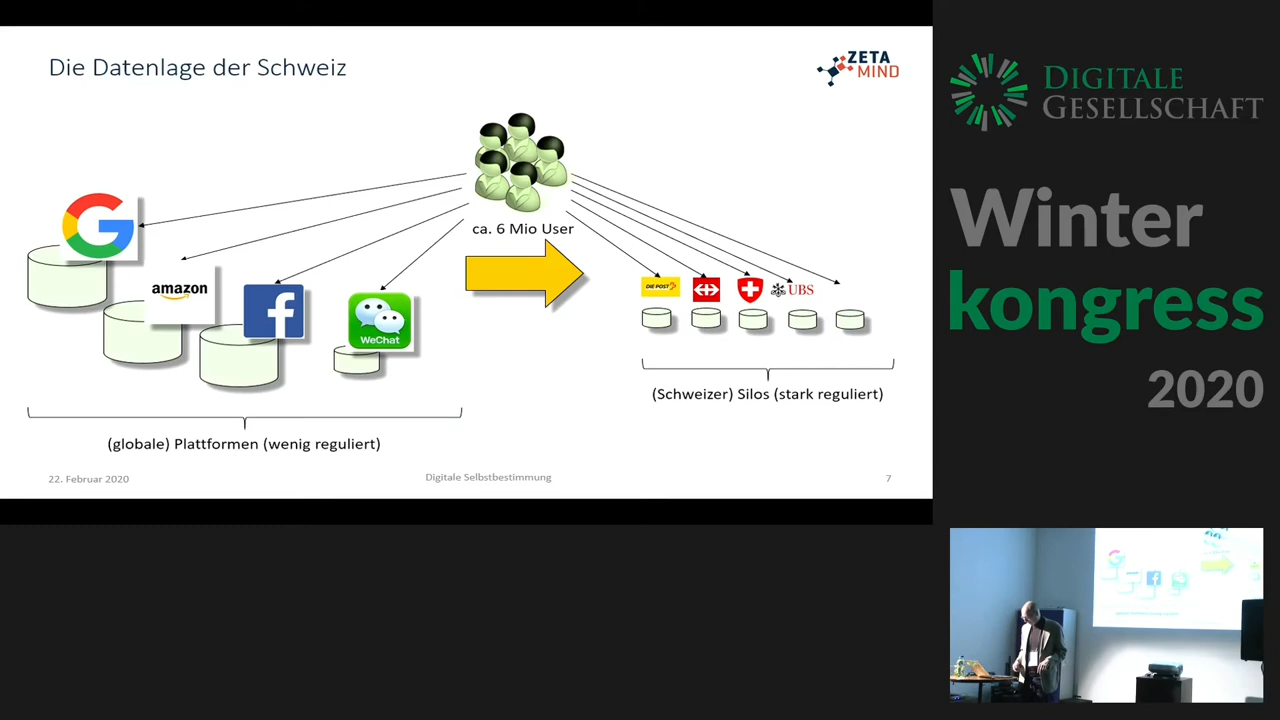 Die Datenlage der Schweiz
ZETA
MIND
ca. 6 Mio User
G
amazon
f
WeChat
DIE POST
UBS
(globale) Plattformen (wenig reguliert)
(Schweizer) Silos (stark reguliert)
22. Februar 2020
Digitale Selbstbestimmung
7
DIGITALE
GESELLSCHAFT
Winter
kongress
2020